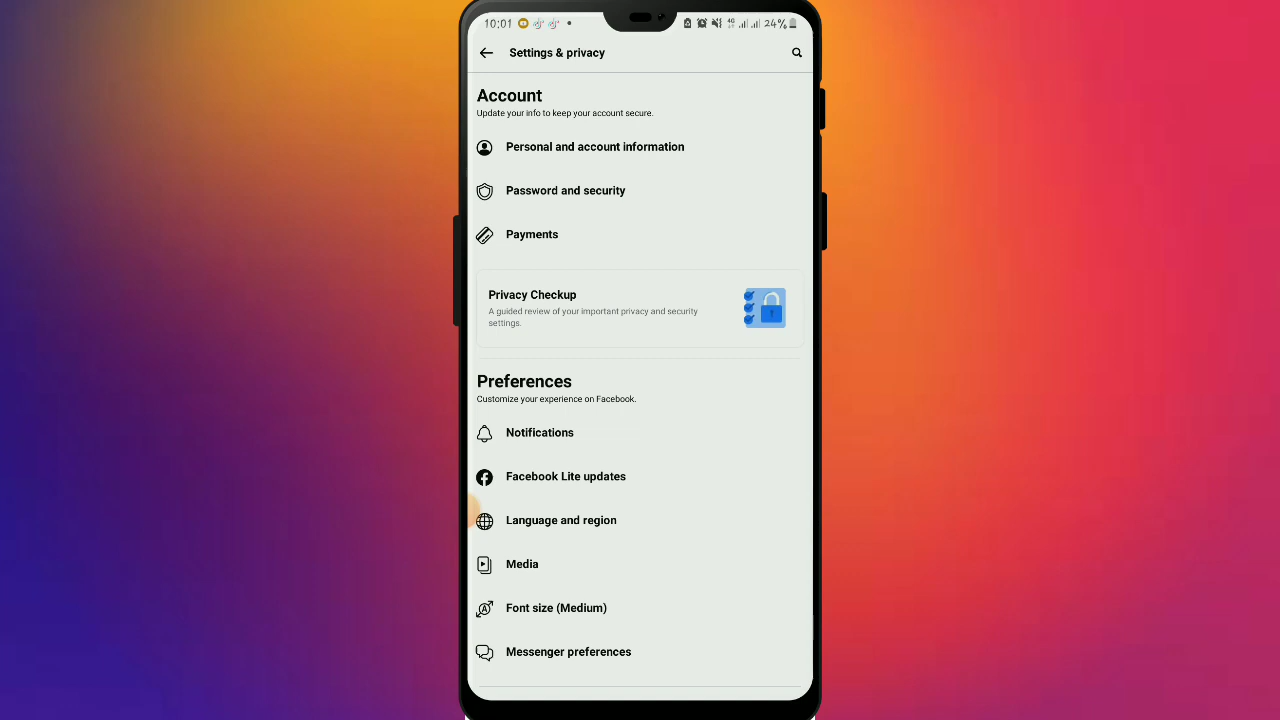 10:01
4G 24%
Settings & privacy
Account
Update your info to keep your account secure.
Personal and account information
Password and security
Payments
Privacy Checkup
A guided review of your important privacy and security
settings.
Preferences
Customize your experience on Facebook.
Notifications
Facebook Lite updates
Language and region
Media
Font size (Medium)
Messenger preferences